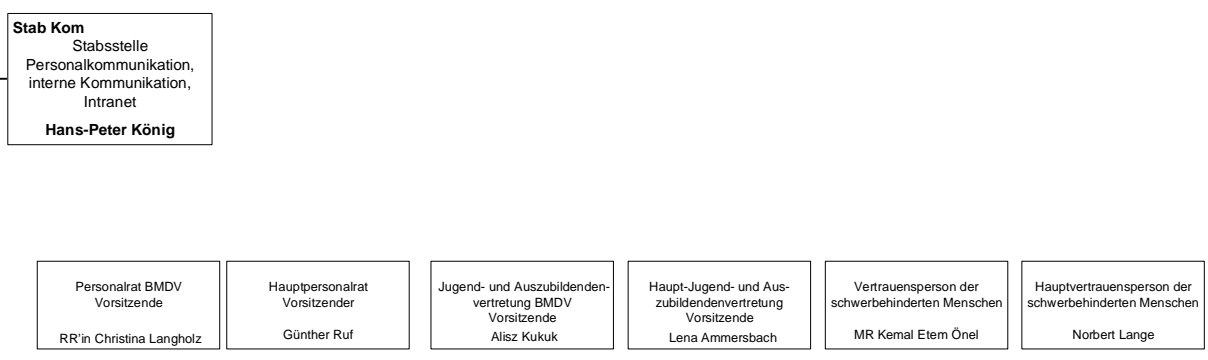 Stab Kom
Stabsstelle
Personalkommunikation,
interne Kommunikation,
Intranet
Hans-Peter König
Personalrat BMDV
Vorsitzende
RR'in Christina Langholz
Hauptpersonalrat
Vorsitzender
Günther Ruf
Jugend- und Auszubildenden-
vertretung BMDV
Vorsitzende
Alisz Kukuk
Haupt-Jugend- und Aus-
zubildendenvertretung
Vorsitzende
Lena Ammersbach
Vertrauensperson der
schwerbehinderten Menschen
MR Kemal Etem Önel
Hauptvertrauensperson der
schwerbehinderten Menschen
Norbert Lange